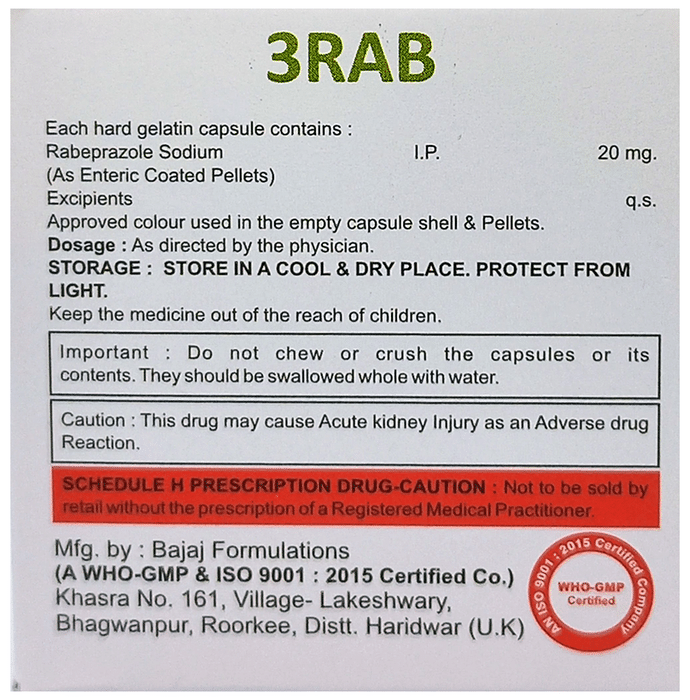 3RAB
Each hard gelatin capsule contains :
Rabeprazole Sodium I.P. 20 mg.
(As Enteric Coated Pellets)
Excipients q.s.
Approved colour used in the empty capsule shell & Pellets.
Dosage : As directed by the physician.
STORAGE : STORE IN A COOL & DRY PLACE. PROTECT FROM
LIGHT.
Keep the medicine out of the reach of children.
Important : Do not chew or crush the capsules or its
contents. They should be swallowed whole with water.
Caution : This drug may cause Acute kidney Injury as an Adverse drug
Reaction.
SCHEDULE H PRESCRIPTION DRUG-CAUTION : Not to be sold by
retail without the prescription of a Registered Medical Practitioner.
Mfg. by : Bajaj Formulations
(A WHO-GMP & ISO 9001 : 2015 Certified Co.)
Khasra No. 161, Village- Lakeshwary,
Bhagwanpur, Roorkee, Distt. Haridwar (U.K)
AN ISO 9001 : 2015 Certified Company
WHO-GMP
Certified